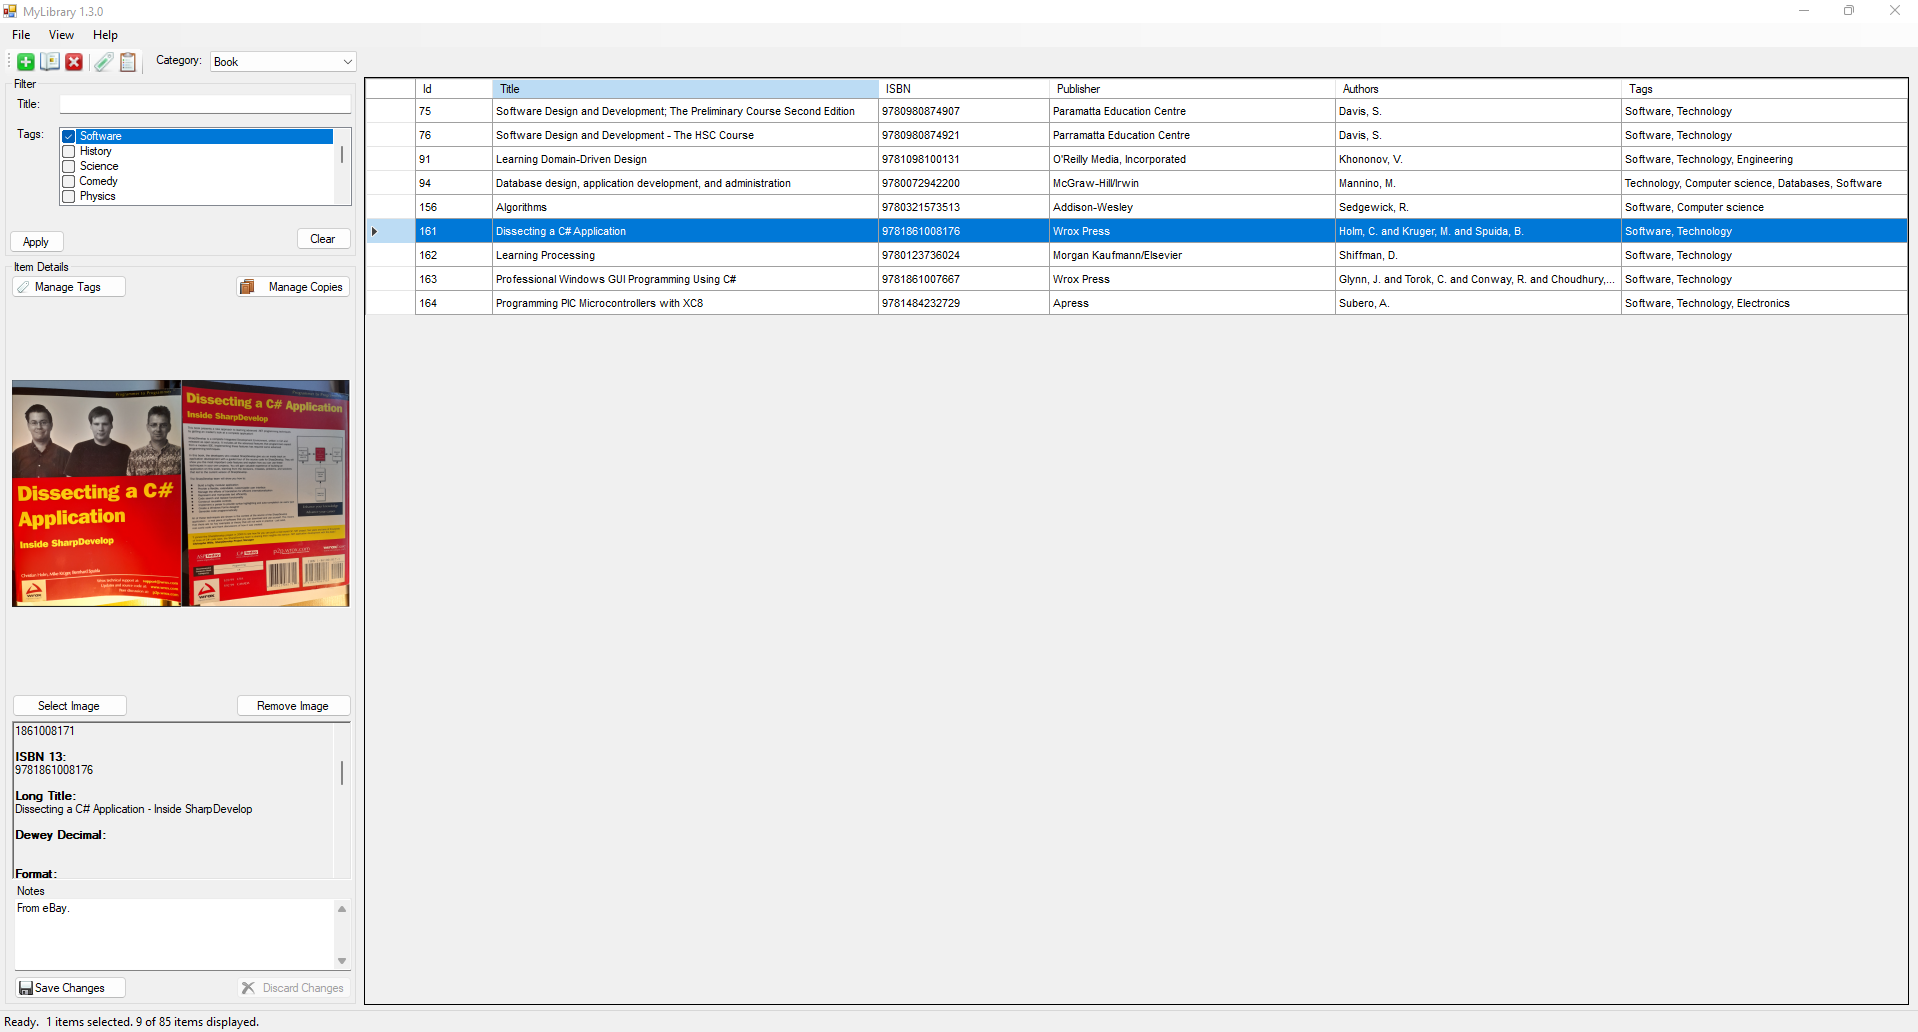 MyLibrary 1.3.0
File View Help
Category: Book
Filter
Title:
Tags:
Software
History
Science
Comedy
Physics
Apply Clear
Item Details
Manage Tags Manage Copies
Dissecting a C#
Application
Inside SharpDevelop
Dissecting a C# Application
Inside SharpDevelop
Select Image Remove Image
1861008171
ISBN 13:
9781861008176
Long Title:
Dissecting a C# Application - Inside SharpDevelop
Dewey Decimal:
Format:
Notes
From eBay.
Save Changes Discard Changes
Id Title ISBN Publisher Authors Tags
75 Software Design and Development; The Preliminary Course Second Edition 9780980874907 Paramatta Education Centre Davis, S. Software, Technology
76 Software Design and Development - The HSC Course 9780980874921 Parramatta Education Centre Davis, S. Software, Technology
91 Learning Domain-Driven Design 9781098100131 O'Reilly Media, Incorporated Khononov, V. Software, Technology, Engineering
94 Database design, application development, and administration 9780072942200 McGraw-Hill/Irwin Mannino, M. Technology, Computer science, Databases, Software
156 Algorithms 9780321573513 Addison-Wesley Sedgewick, R. Software, Computer science
161 Dissecting a C# Application 9781861008176 Wrox Press Holm, C. and Kruger, M. and Spuida, B. Software, Technology
162 Learning Processing 9780123736024 Morgan Kaufmann/Elsevier Shiffman, D. Software, Technology
163 Professional Windows GUI Programming Using C# 9781861007667 Wrox Press Glynn, J. and Torok, C. and Conway, R. and Choudhury,... Software, Technology
164 Programming PIC Microcontrollers with XC8 9781484232729 Apress Subero, A. Software, Technology, Electronics
Ready. 1 items selected. 9 of 85 items displayed.